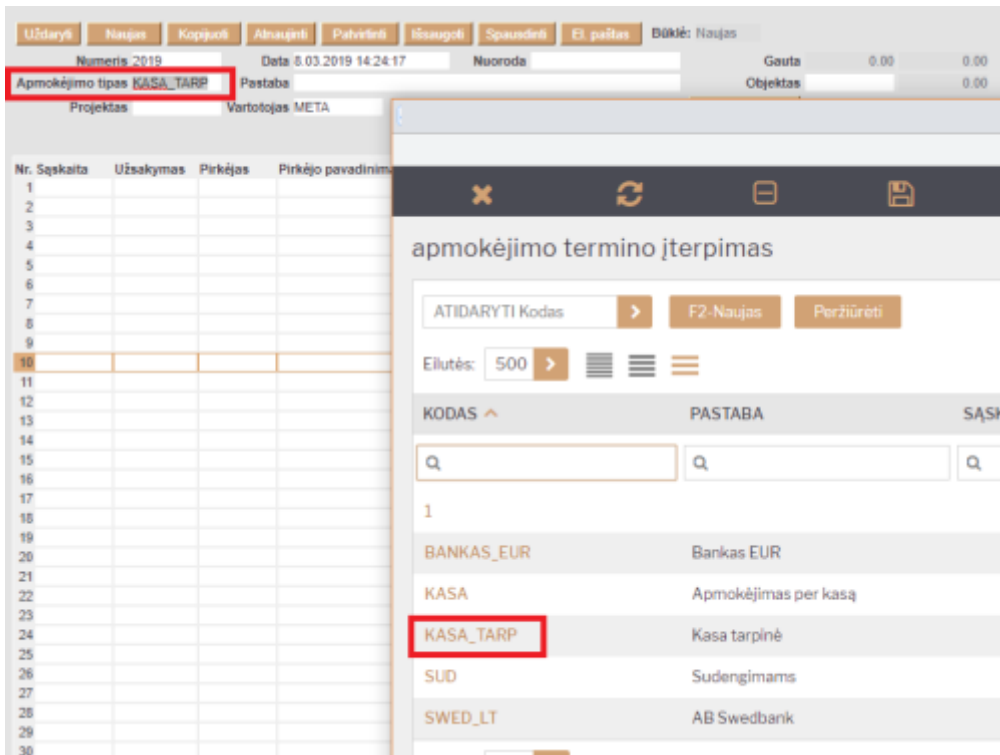 Uždaryti Naujas Kopijuoti Atnaujinti Patvirtinti Išsaugoti Spausdinti El. paštas Būklė: Naujas
Numeris 2019 Data 8.03.2019 14:24:17 Nuoroda Gauta 0.00 0.00
Apmokėjimo tipas KASA_TARP Pastaba Objektas 0.00
Projektas Vartotojas META
Nr. Sąskaita Užsakymas Pirkėjas Pirkėjo pavadinim
1
2
3
4
5
6
7
8
9
10
11
12
13
14
15
16
17
18
19
20
21
22
23
24
25
26
27
28
29
30
apmokėjimo termino įterpimas
ATIDARYTI Kodas F2-Naujas Peržiūrėti
Eilutės: 500
KODAS PASTABA SĄSK
1
BANKAS_EUR Bankas EUR
KASA Apmokėjimas per kasą
KASA_TARP Kasa tarpinė
SUD Sudengimams
SWED_LT AB Swedbank